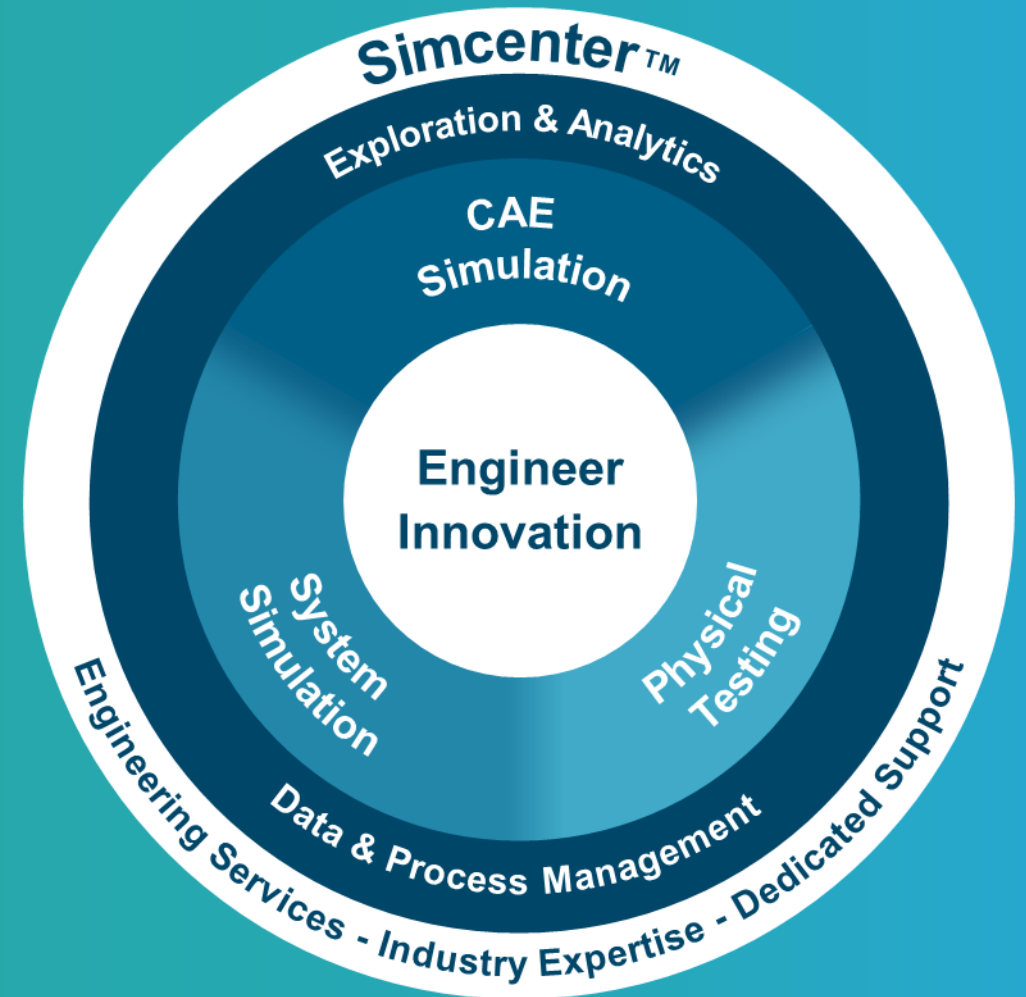 Simcenter™
Exploration & Analytics
CAE
Simulation
Engineer
Innovation
System
Simulation
Physical
Testing
Data & Process Management
Engineering Services - Industry Expertise - Dedicated Support